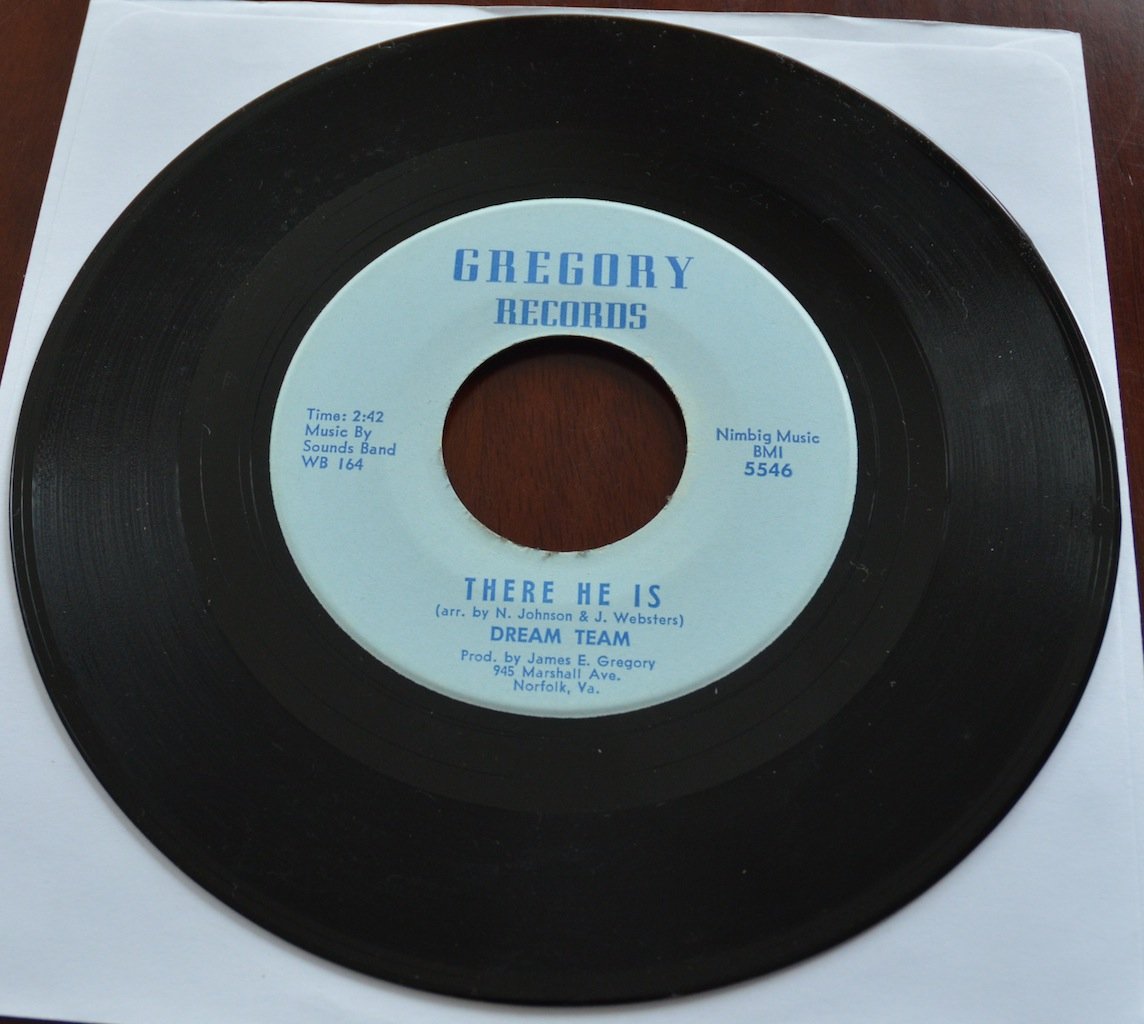 GREGORY
RECORDS
Time: 2:42
Music By
Sounds Band
WB 164
Nimbig Music
BMI
5546
THERE HE IS
(arr. by N. Johnson & J. Websters)
DREAM TEAM
Prod. by James E. Gregory
945 Marshall Ave.
Norfolk, Va.